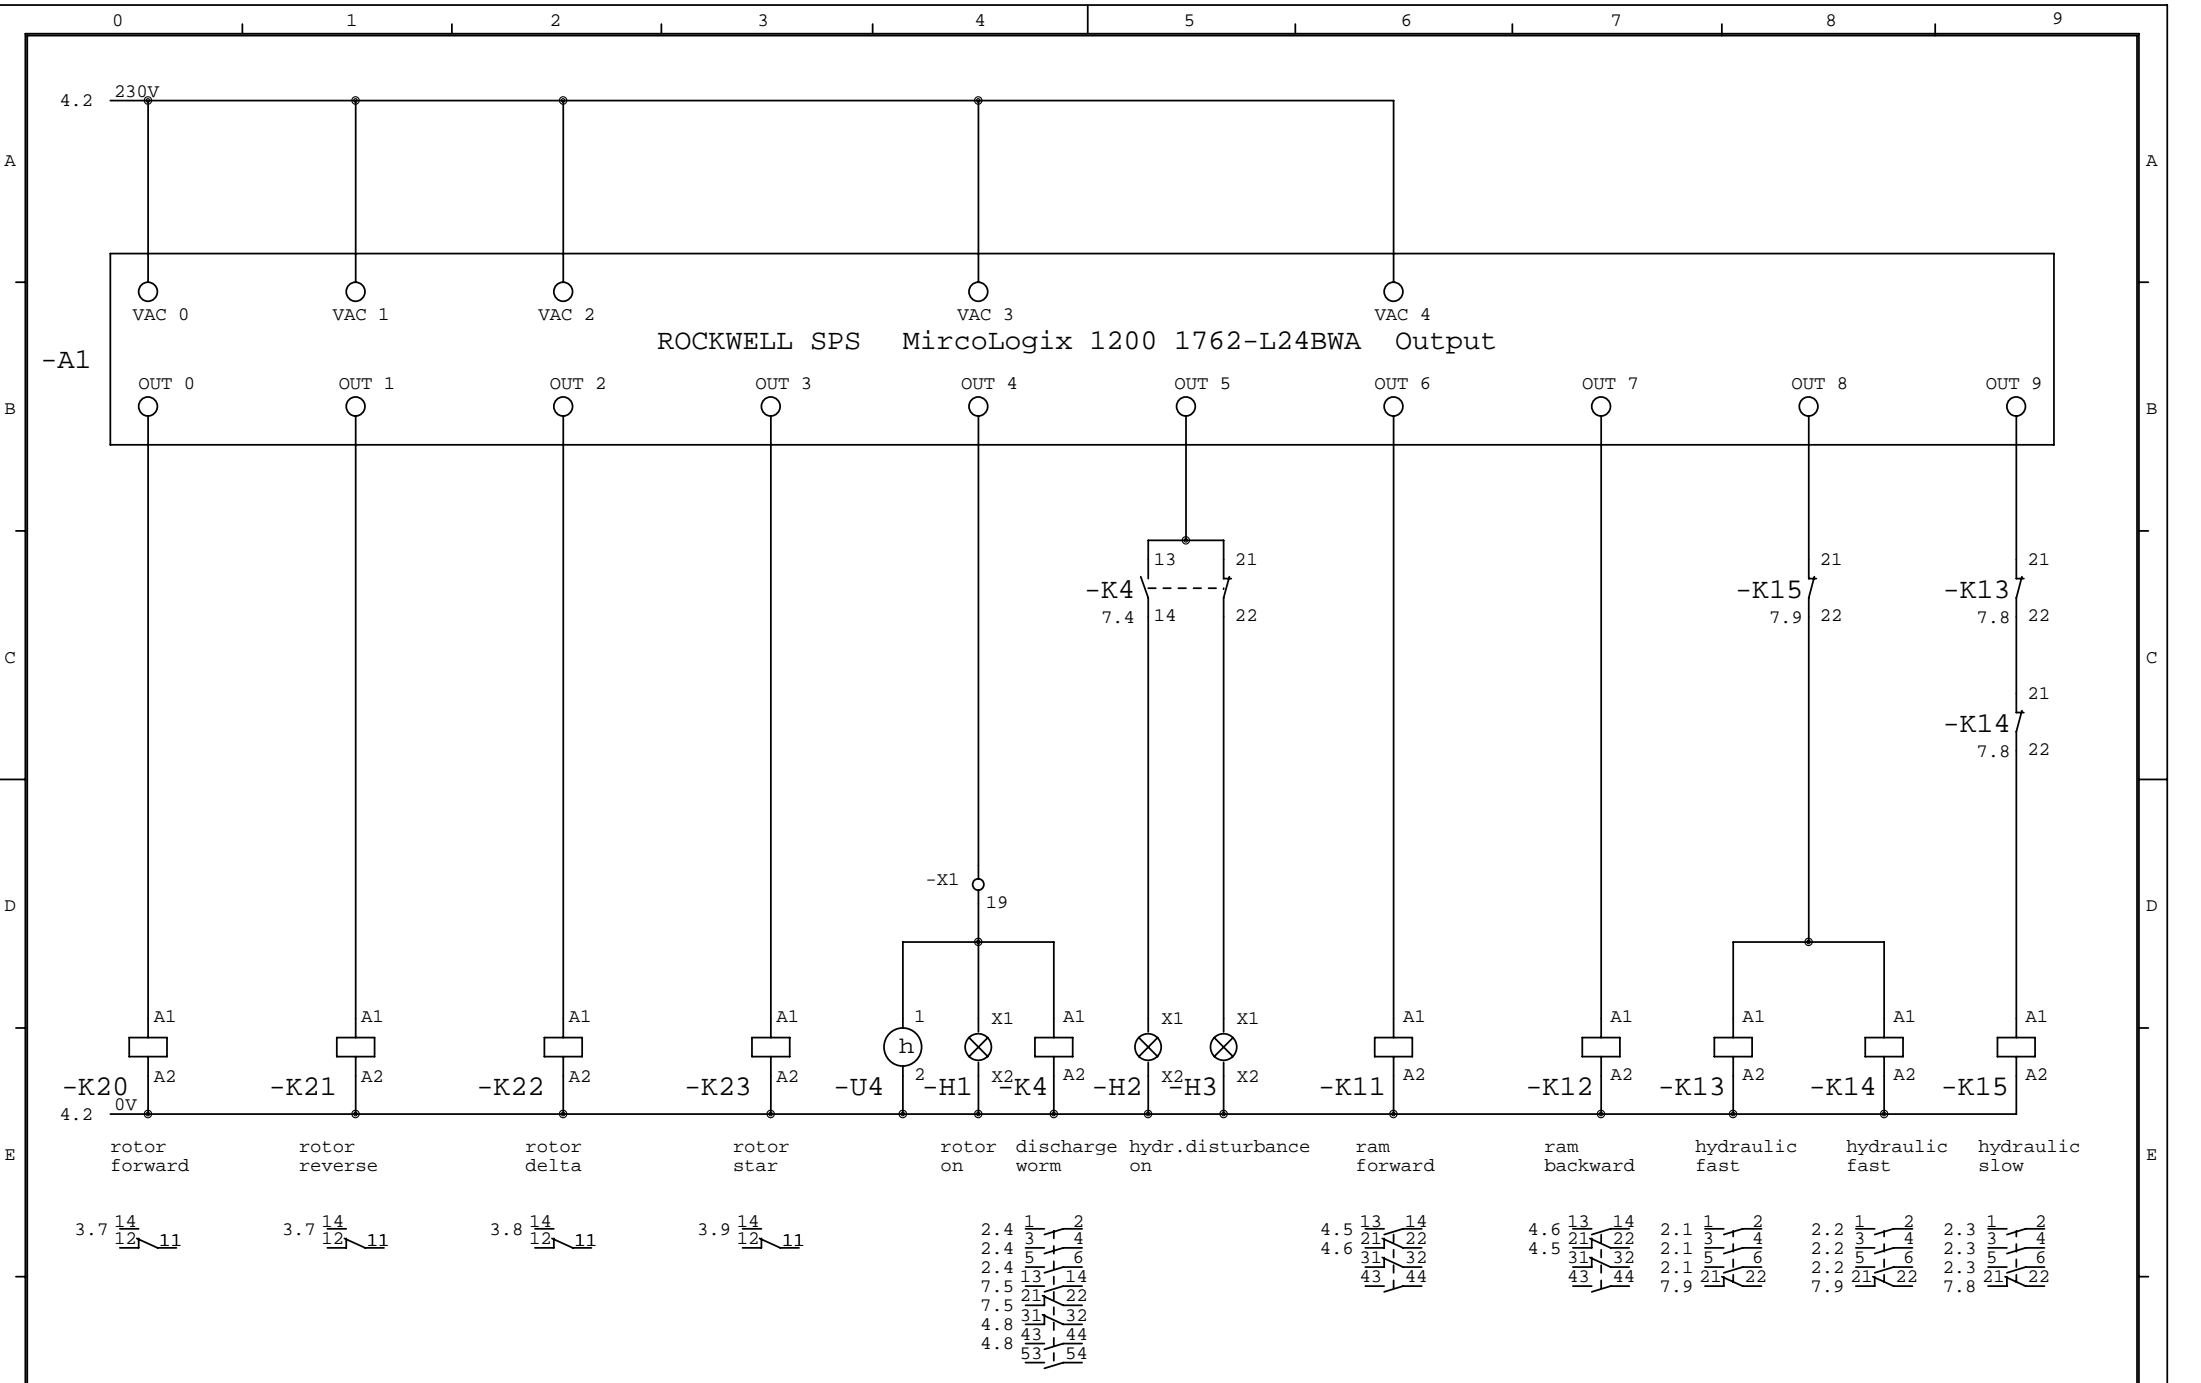 0 1 2 3 4 5 6 7 8 9
4.2 230V
A A
VAC 0 VAC 1 VAC 2 VAC 3 VAC 4
ROCKWELL SPS MircoLogix 1200 1762-L24BWA Output
-A1
OUT 0 OUT 1 OUT 2 OUT 3 OUT 4 OUT 5 OUT 6 OUT 7 OUT 8 OUT 9
B B
13 21 21 21
-K4 -K15 -K13
7.4 14 22 7.9 22 7.8 22
C C
21
-K14
7.8 22
-X1
19
D D
A1 A1 A1 A1 1 X1 A1 X1 X1 A1 A1 A1 A1 A1
h
A2 A2 A2 A2 2 X2 A2 X2 X2 A2 A2 A2 A2 A2
-K20 -K21 -K22 -K23 -U4 -H1 -K4 -H2 -H3 -K11 -K12 -K13 -K14 -K15
4.2 0V
E E
rotor rotor rotor rotor rotor discharge hydr.disturbance ram ram hydraulic hydraulic hydraulic
forward reverse delta star on worm on forward backward fast fast slow
3.7 14 12 11
3.7 14 12 11
3.8 14 12 11
3.9 14 12 11
2.4 1 2
2.4 3 4
2.4 5 6
7.5 13 14
7.5 21 22
4.8 31 32
4.8 43 44
53 54
4.5 13 14
4.6 21 22
31 32
43 44
4.6 13 14
4.5 21 22
31 32
43 44
2.1 1 2
2.1 3 4
2.1 5 6
7.9 21 22
2.2 1 2
2.2 3 4
2.2 5 6
7.9 21 22
2.3 1 2
2.3 3 4
2.3 5 6
7.8 21 22